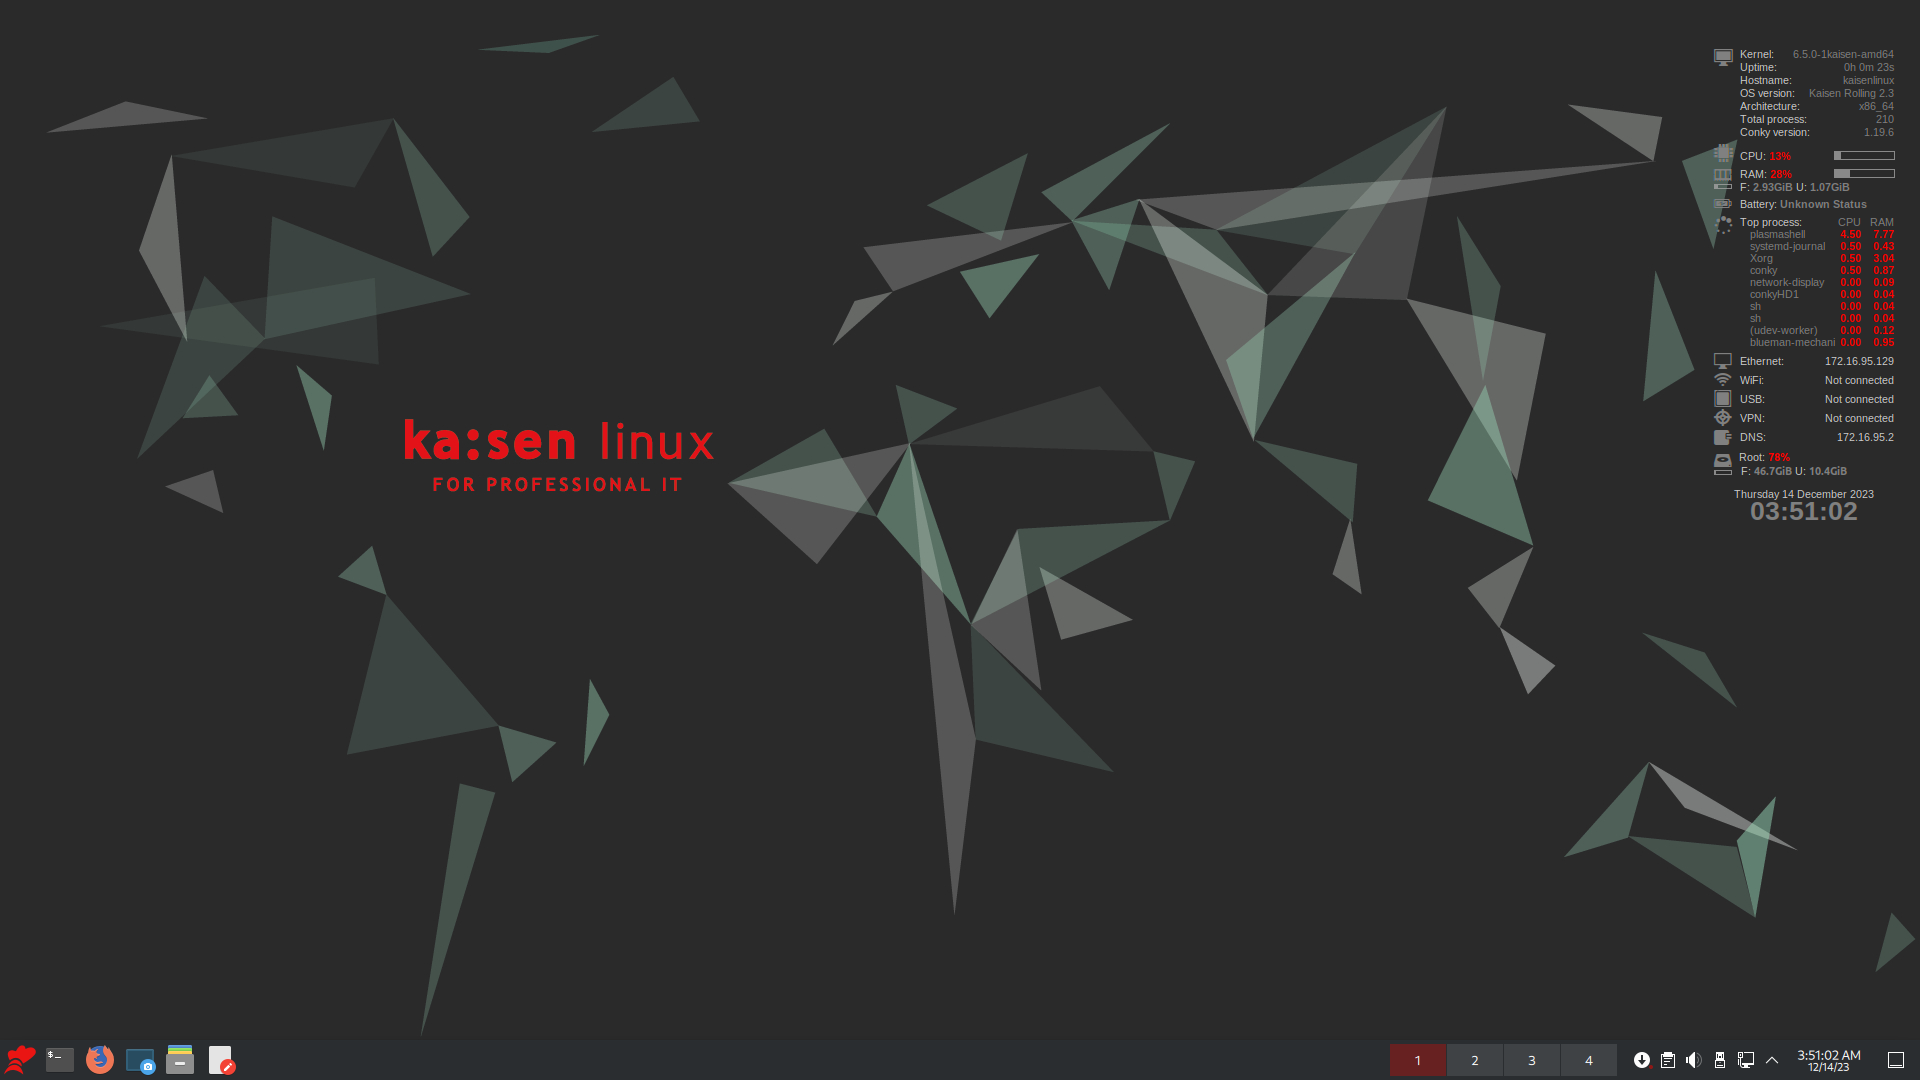 ka:sen linux
FOR PROFESSIONAL IT
Kernel: 6.5.0-1kaisen-amd64
Uptime: 0h 0m 23s
Hostname: kaisenlinux
OS version: Kaisen Rolling 2.3
Architecture: x86_64
Total process: 210
Conky version: 1.19.6
CPU: 13%
RAM: 28%
F: 2.93GiB U: 1.07GiB
Battery: Unknown Status
Top process: CPU RAM
plasmashell 4.50 7.77
systemd-journal 0.50 0.43
Xorg 0.50 3.04
conky 0.50 0.87
network-display 0.00 0.09
conkyHD1 0.00 0.04
sh 0.00 0.04
sh 0.00 0.04
(udev-worker) 0.00 0.12
blueman-mechani 0.00 0.95
Ethernet: 172.16.95.129
WiFi: Not connected
USB: Not connected
VPN: Not connected
DNS: 172.16.95.2
Root: 78%
F: 46.7GiB U: 10.4GiB
Thursday 14 December 2023
03:51:02
$-
1 2 3 4
3:51:02 AM
12/14/23